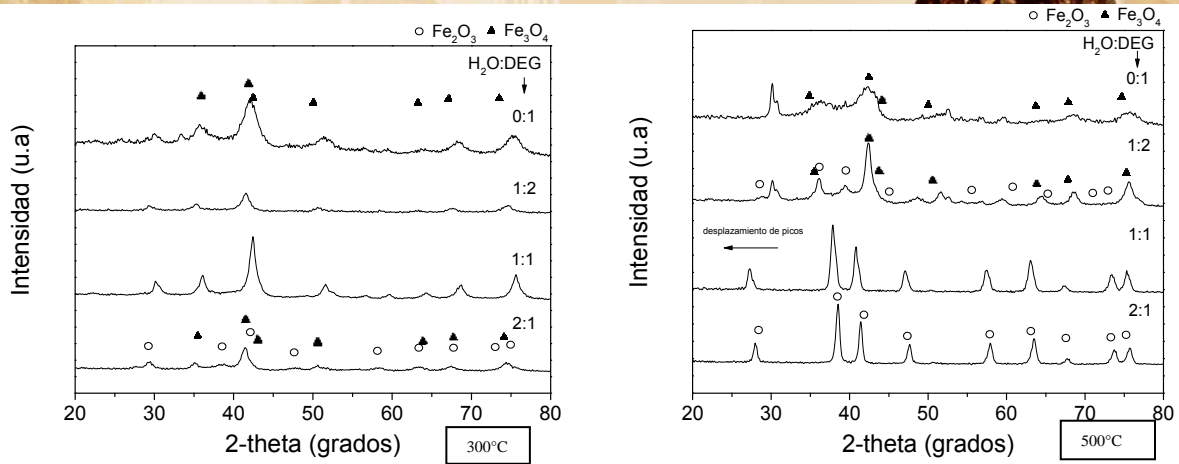 ○ Fe₂O₃ ▲ Fe₃O₄
H₂O:DEG
0:1
1:2
1:1
2:1
Intensidad (u.a)
20 30 40 50 60 70 80
2-theta (grados)
300°C
○ Fe₂O₃ ▲ Fe₃O₄
H₂O:DEG
0:1
1:2
desplazamiento de picos
1:1
2:1
Intensidad (u.a)
20 30 40 50 60 70 80
2-theta (grados)
500°C